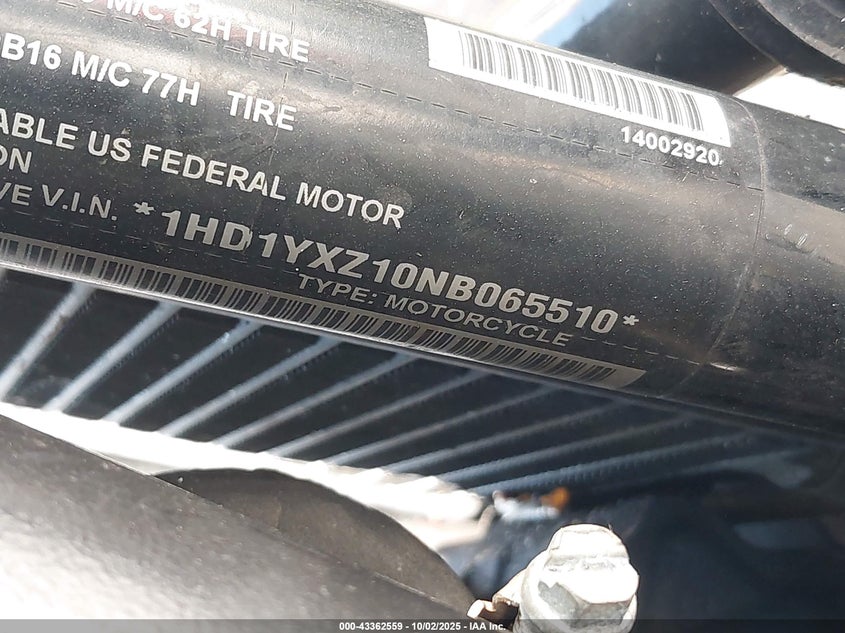 M/C 62H TIRE
B16 M/C 77H TIRE
14002920
ABLE US FEDERAL MOTOR
ON
VE V.I.N. *1HD1YXZ10NB065510*
TYPE: MOTORCYCLE
000-43362559 - 10/02/2025 - IAA Inc.